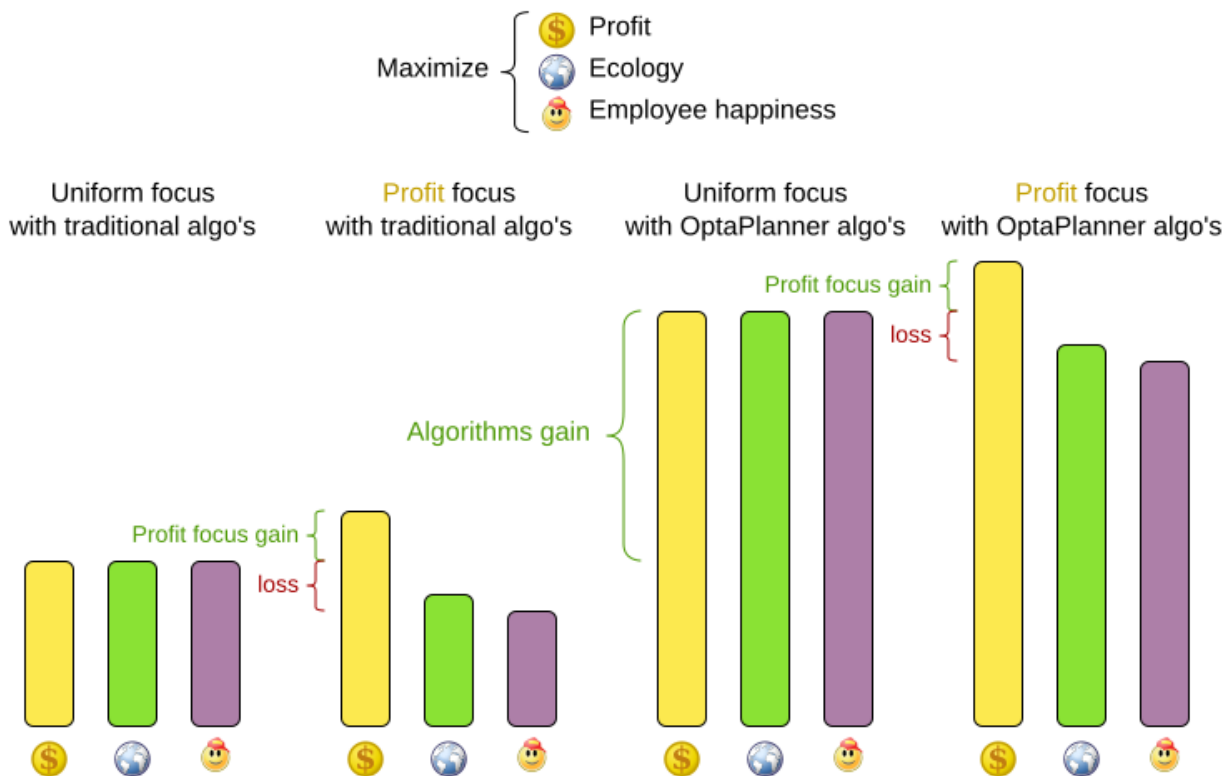 Maximize
Profit
Ecology
Employee happiness
Uniform focus
with traditional algo's
Profit focus
with traditional algo's
Uniform focus
with OptaPlanner algo's
Profit focus
with OptaPlanner algo's
Profit focus gain
loss
Algorithms gain
Profit focus gain
loss